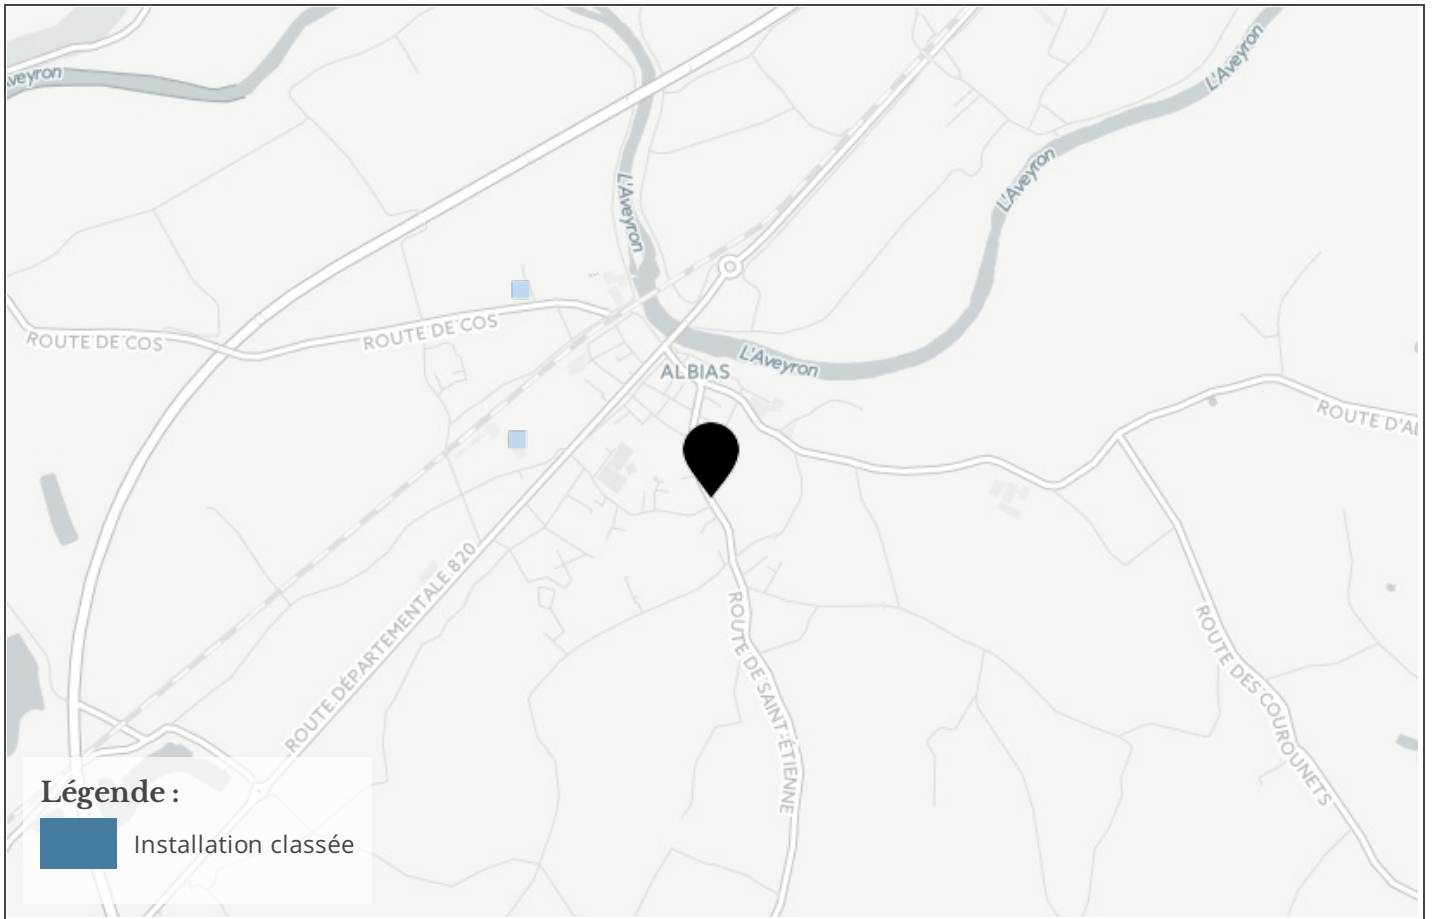 Aveyron
L'Aveyron
L'Aveyron
L'Aveyron
ROUTE DE COS
ROUTE DE COS
L'Aveyron
ALBIAS
ROUTE D'AL
ROUTE DÉPARTEMENTALE 820
ROUTE DE SAINT-ÉTIENNE
ROUTE DES COUROUNETS
Légende :
Installation classée